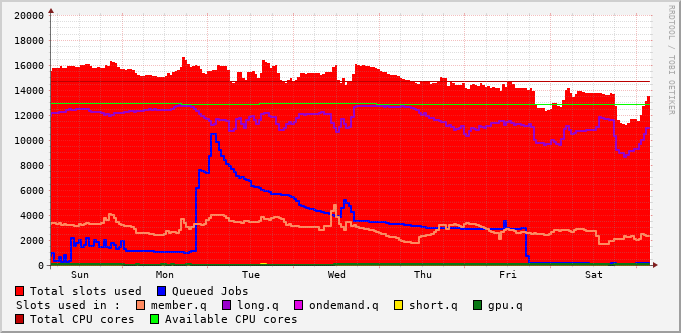 20000
18000
16000
14000
12000
10000
8000
6000
4000
2000
0
Sun Mon Tue Wed Thu Fri Sat
RRDTOOL / TOBI OETIKER
Total slots used Queued Jobs
Slots used in : member.q long.q ondemand.q short.q gpu.q
Total CPU cores Available CPU cores